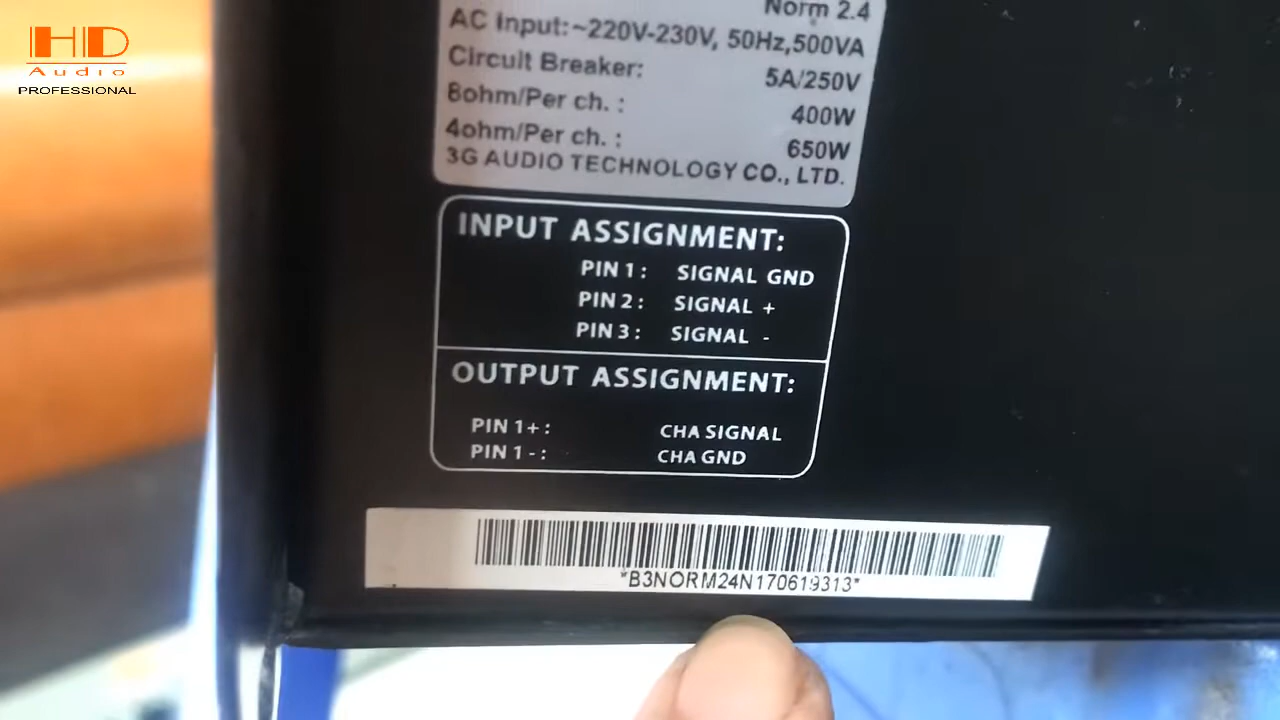 HD
Audio
PROFESSIONAL
Norm 2.4
AC Input:~220V-230V, 50Hz,500VA
Circuit Breaker: 5A/250V
8ohm/Per ch. : 400W
4ohm/Per ch. : 650W
3G AUDIO TECHNOLOGY CO., LTD.
INPUT ASSIGNMENT:
PIN 1 : SIGNAL GND
PIN 2 : SIGNAL +
PIN 3 : SIGNAL -
OUTPUT ASSIGNMENT:
PIN 1 + : CHA SIGNAL
PIN 1 - : CHA GND
*B3NORM24N170619313*